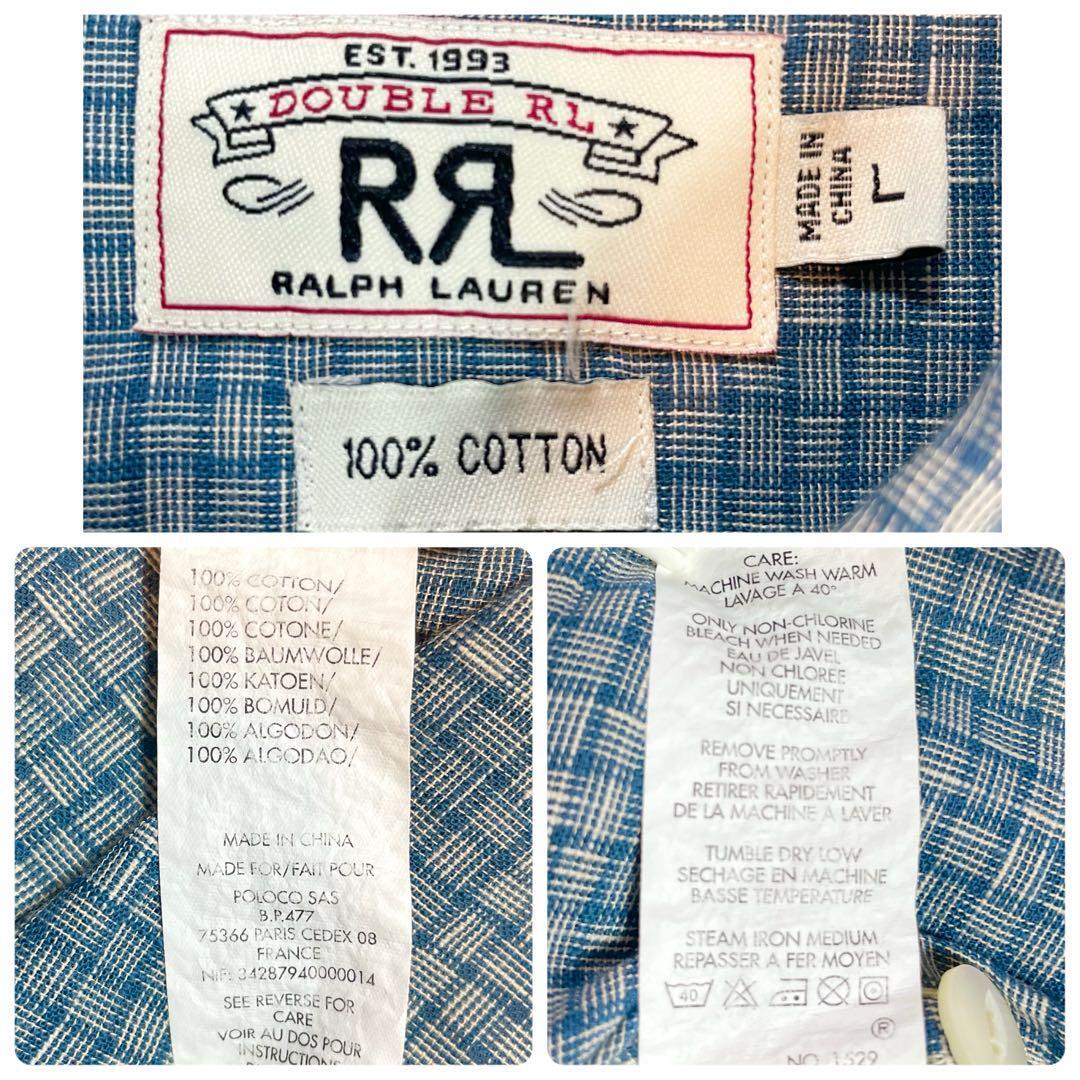 EST. 1993
DOUBLE RL
RRL
RALPH LAUREN
MADE IN
CHINA
L
100% COTTON
100% COTTON/
100% COTON/
100% COTONE/
100% BAUMWOLLE/
100% KATOEN/
100% BOMULD/
100% ALGODON/
100% ALGODAO/
MADE IN CHINA
MADE FOR/FAIT POUR
POLOCO SAS
B.P.477
75366 PARIS CEDEX 08
FRANCE
NIF: 34287940000014
SEE REVERSE FOR
CARE
VOIR AU DOS POUR
INSTRUCTIONS
CARE:
MACHINE WASH WARM
LAVAGE A 40°
ONLY NON-CHLORINE
BLEACH WHEN NEEDED
EAU DE JAVEL
NON CHLOREE
UNIQUEMENT
SI NECESSAIRE
REMOVE PROMPTLY
FROM WASHER
RETIRER RAPIDEMENT
DE LA MACHINE A LAVER
TUMBLE DRY LOW
SECHAGE EN MACHINE
BASSE TEMPERATURE
STEAM IRON MEDIUM
REPASSER A FER MOYEN
40
®
NO. 1529